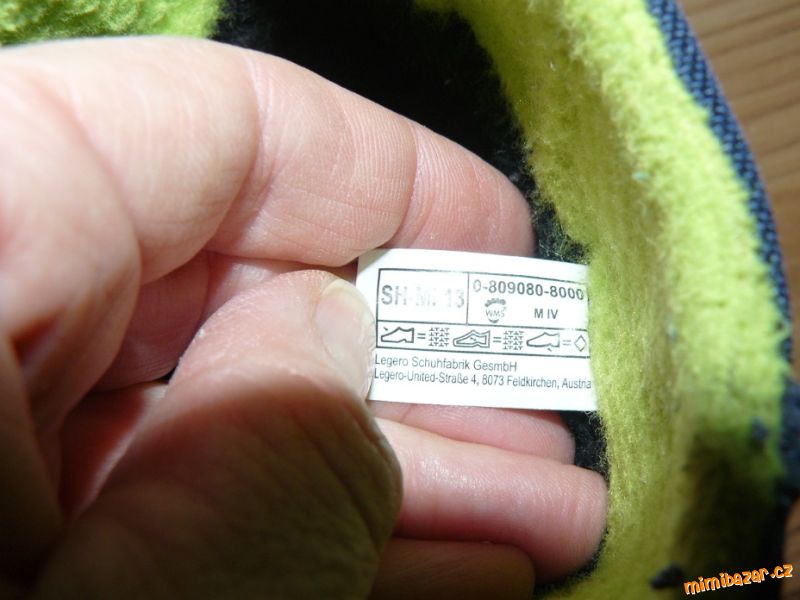 SH-MI 13
0-809080-8000
WMS
M IV
Legero Schuhfabrik GesmbH
Legero-United-Straße 4, 8073 Feldkirchen, Austria
mimibazar.cz